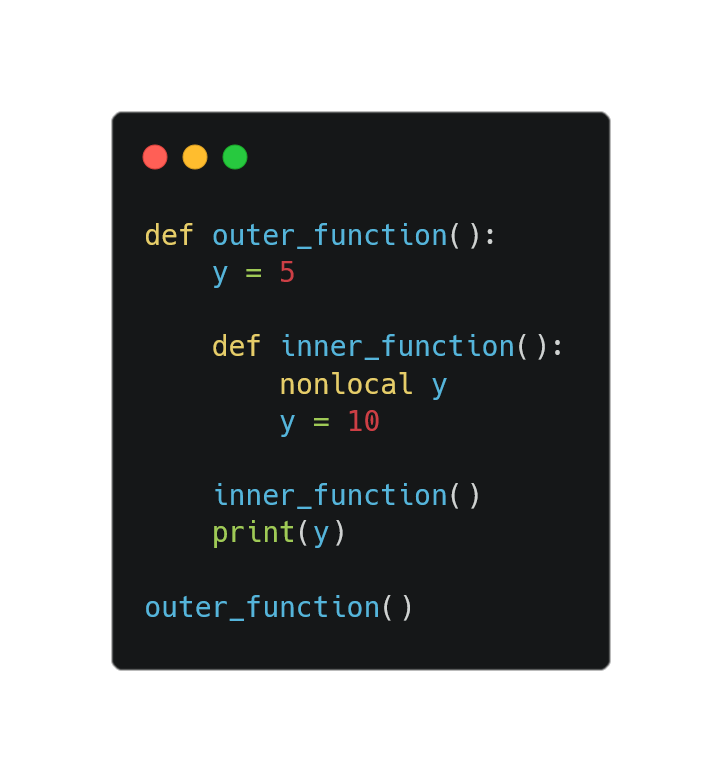 def outer_function():
    y = 5

    def inner_function():
        nonlocal y
        y = 10

    inner_function()
    print(y)

outer_function()